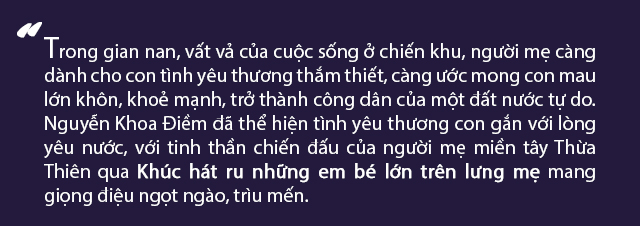 “
Trong gian nan, vất vả của cuộc sống ở chiến khu, người mẹ càng
dành cho con tình yêu thương thắm thiết, càng ước mong con mau
lớn khôn, khoẻ mạnh, trở thành công dân của một đất nước tự do.
Nguyễn Khoa Điềm đã thể hiện tình yêu thương con gắn với lòng
yêu nước, với tinh thần chiến đấu của người mẹ miền tây Thừa
Thiên qua Khúc hát ru những em bé lớn trên lưng mẹ mang
giọng điệu ngọt ngào, trìu mến.